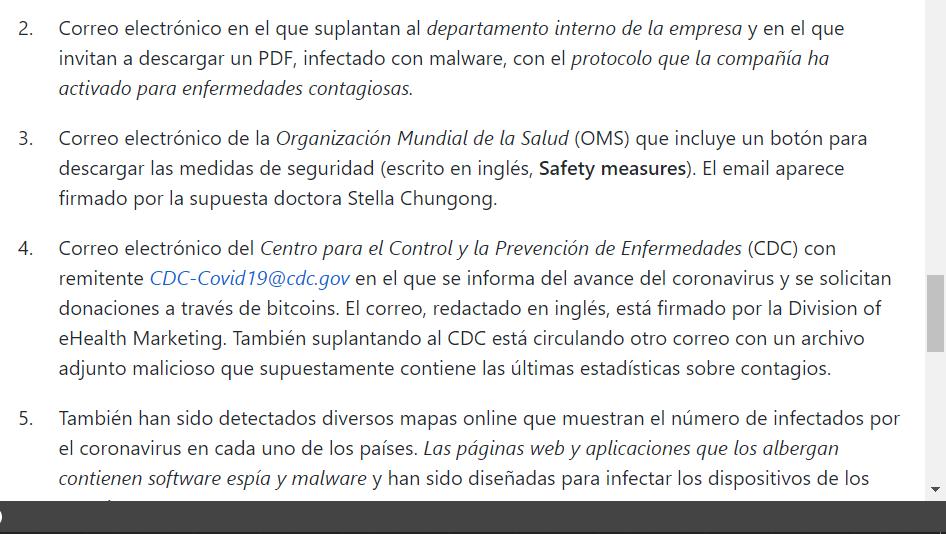 2. Correo electrónico en el que suplantan al departamento interno de la empresa y en el que
invitan a descargar un PDF, infectado con malware, con el protocolo que la compañía ha
activado para enfermedades contagiosas.
3. Correo electrónico de la Organización Mundial de la Salud (OMS) que incluye un botón para
descargar las medidas de seguridad (escrito en inglés, Safety measures). El email aparece
firmado por la supuesta doctora Stella Chungong.
4. Correo electrónico del Centro para el Control y la Prevención de Enfermedades (CDC) con
remitente CDC-Covid19@cdc.gov en el que se informa del avance del coronavirus y se solicitan
donaciones a través de bitcoins. El correo, redactado en inglés, está firmado por la Division of
eHealth Marketing. También suplantando al CDC está circulando otro correo con un archivo
adjunto malicioso que supuestamente contiene las últimas estadísticas sobre contagios.
5. También han sido detectados diversos mapas online que muestran el número de infectados por
el coronavirus en cada uno de los países. Las páginas web y aplicaciones que los albergan
contienen software espía y malware y han sido diseñadas para infectar los dispositivos de los